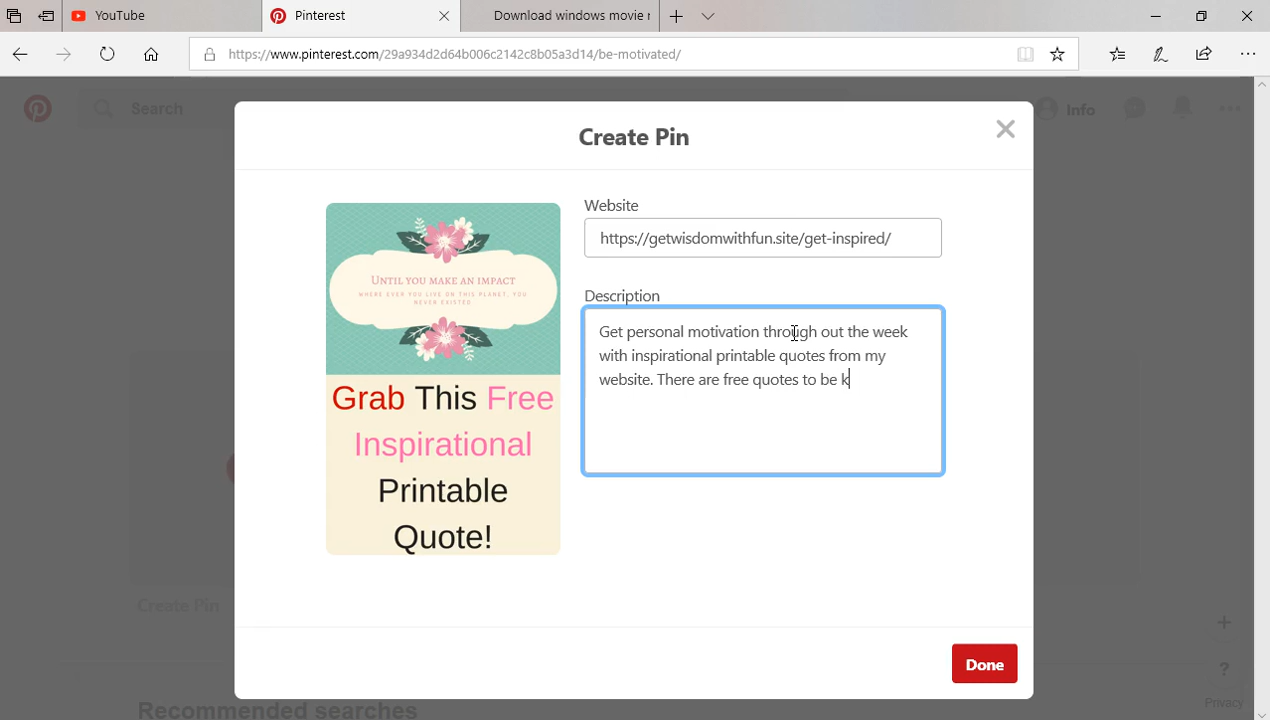 YouTube
Pinterest
Download windows movie r
https://www.pinterest.com/29a934d2d64b006c2142c8b05a3d14/be-motivated/
Search
Info
Create Pin
Website
https://getwisdomwithfun.site/get-inspired/
Description
Get personal motivation through out the week
with inspirational printable quotes from my
website. There are free quotes to be k
UNTIL YOU MAKE AN IMPACT
WHERE EVER YOU LIVE ON THIS PLANET, YOU
NEVER EXISTED.
Grab This Free
Inspirational
Printable
Quote!
Create Pin
Done
Recommended searches
Privacy